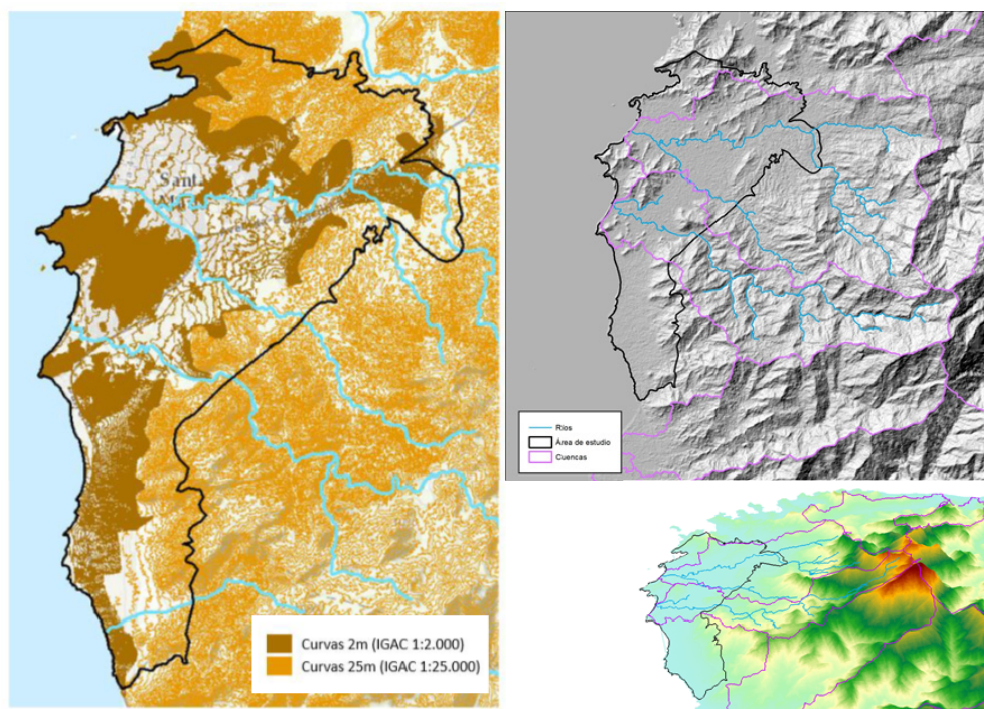 Sant
Curvas 2m (IGAC 1:2.000)
Curvas 25m (IGAC 1:25.000)
Ríos
Área de estudio
Cuencas